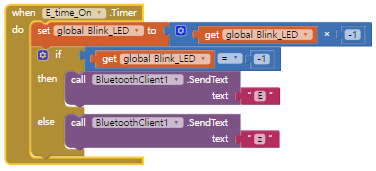 when E_time_On .Timer
do set global Blink_LED to get global Blink_LED × -1
if get global Blink_LED = -1
then call BluetoothClient1 .SendText
text " E "
else call BluetoothClient1 .SendText
text " z "